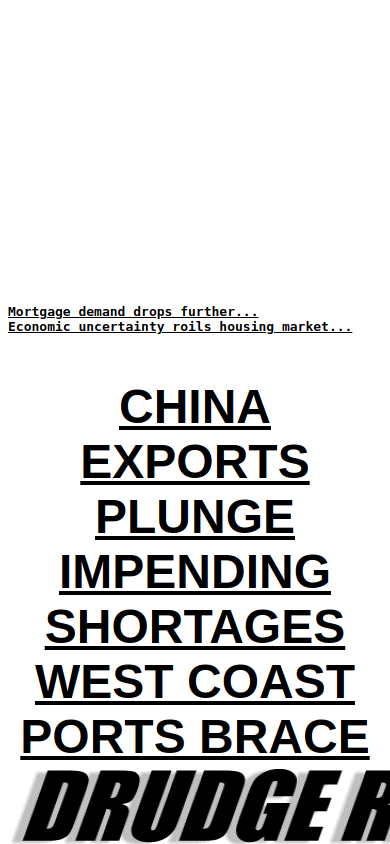 Mortgage demand drops further...
Economic uncertainty roils housing market...
CHINA
EXPORTS
PLUNGE
IMPENDING
SHORTAGES
WEST COAST
PORTS BRACE
DRUDGE R